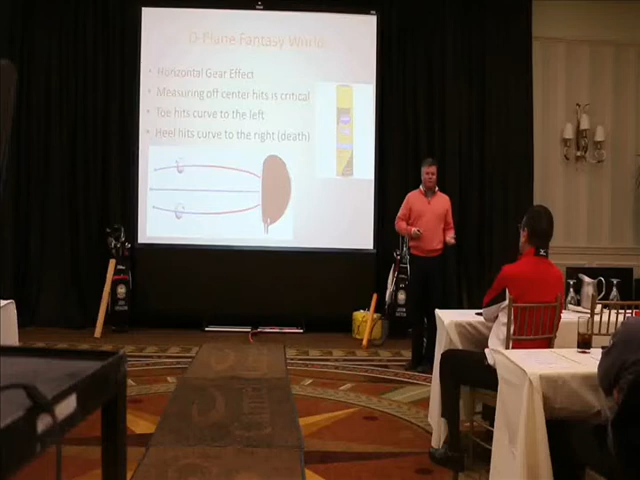 D-Plane Fantasy World
• Horizontal Gear Effect
• Measuring off center hits is critical
• Toe hits curve to the left
• Heel hits curve to the right (death)